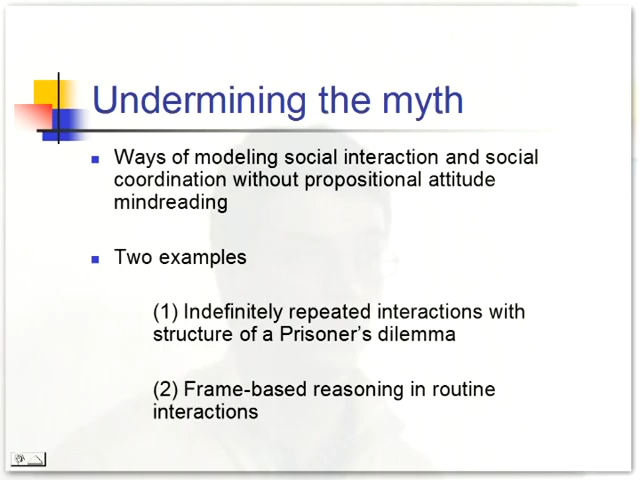 Undermining the myth
Ways of modeling social interaction and social
coordination without propositional attitude
mindreading
Two examples
(1) Indefinitely repeated interactions with
structure of a Prisoner's dilemma
(2) Frame-based reasoning in routine
interactions